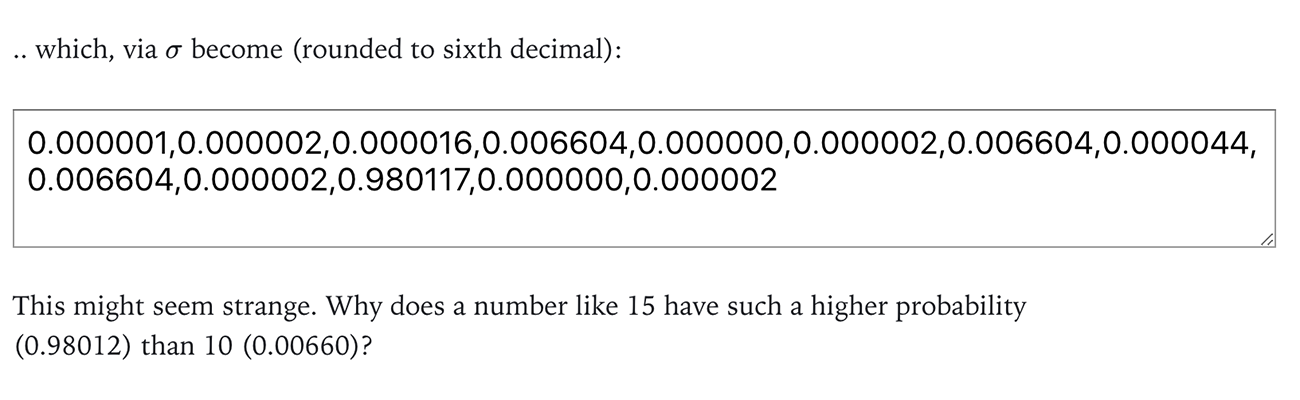 .. which, via σ become (rounded to sixth decimal):
0.000001,0.000002,0.000016,0.006604,0.000000,0.000002,0.006604,0.000044,
0.006604,0.000002,0.980117,0.000000,0.000002
This might seem strange. Why does a number like 15 have such a higher probability
(0.98012) than 10 (0.00660)?